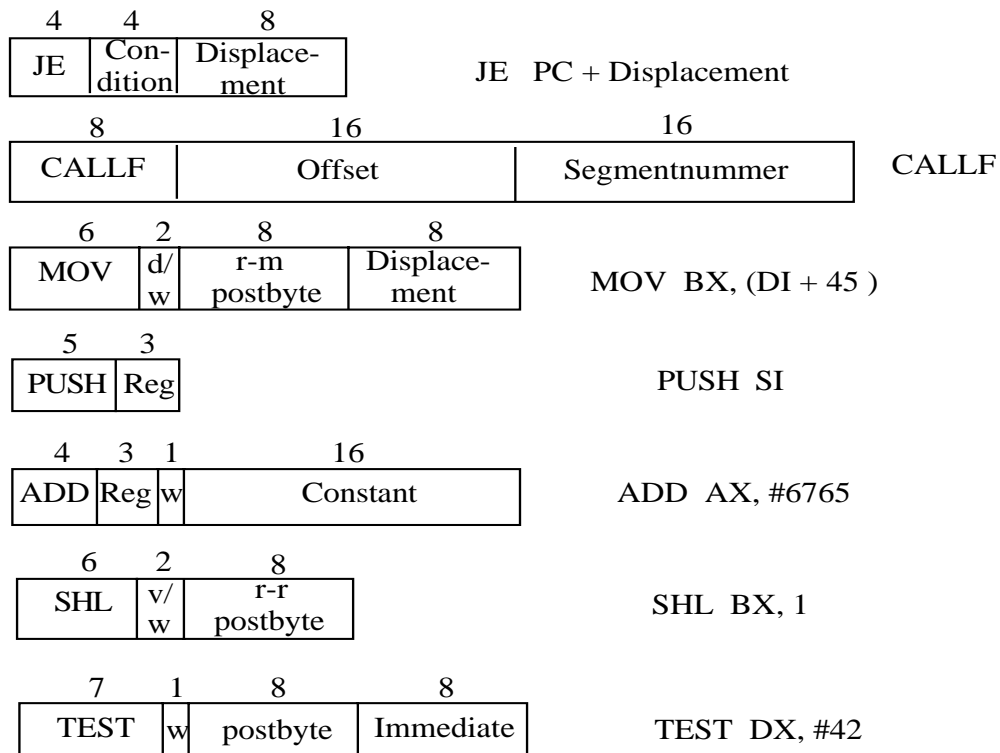 4 4 8
JE Con-
dition Displace-
ment JE PC + Displacement
8 16 16
CALLF Offset Segmentnummer CALLF
6 2 8 8
MOV d/
w r-m
postbyte Displace-
ment MOV BX, (DI + 45 )
5 3
PUSH Reg PUSH SI
4 3 1 16
ADD Reg w Constant ADD AX, #6765
6 2 8
SHL v/
w r-r
postbyte SHL BX, 1
7 1 8 8
TEST w postbyte Immediate TEST DX, #42